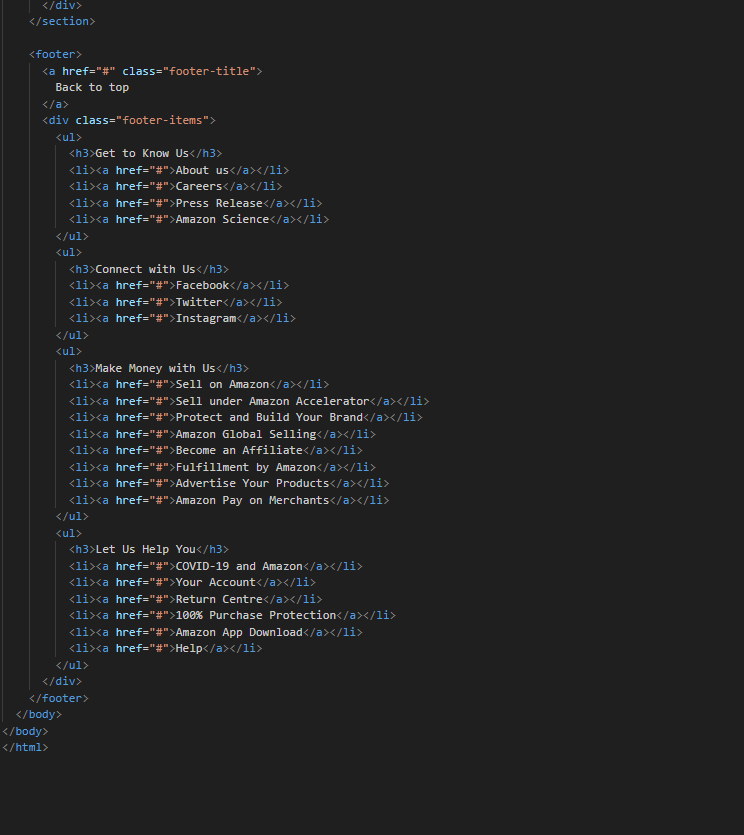 </div>
</section>
<footer>
<a href="#" class="footer-title">
Back to top
</a>
<div class="footer-items">
<ul>
<h3>Get to Know Us</h3>
<li><a href="#">About us</a></li>
<li><a href="#">Careers</a></li>
<li><a href="#">Press Release</a></li>
<li><a href="#">Amazon Science</a></li>
</ul>
<ul>
<h3>Connect with Us</h3>
<li><a href="#">Facebook</a></li>
<li><a href="#">Twitter</a></li>
<li><a href="#">Instagram</a></li>
</ul>
<ul>
<h3>Make Money with Us</h3>
<li><a href="#">Sell on Amazon</a></li>
<li><a href="#">Sell under Amazon Accelerator</a></li>
<li><a href="#">Protect and Build Your Brand</a></li>
<li><a href="#">Amazon Global Selling</a></li>
<li><a href="#">Become an Affiliate</a></li>
<li><a href="#">Fulfillment by Amazon</a></li>
<li><a href="#">Advertise Your Products</a></li>
<li><a href="#">Amazon Pay on Merchants</a></li>
</ul>
<ul>
<h3>Let Us Help You</h3>
<li><a href="#">COVID-19 and Amazon</a></li>
<li><a href="#">Your Account</a></li>
<li><a href="#">Return Centre</a></li>
<li><a href="#">100% Purchase Protection</a></li>
<li><a href="#">Amazon App Download</a></li>
<li><a href="#">Help</a></li>
</ul>
</div>
</footer>
</body>
</body>
</html>